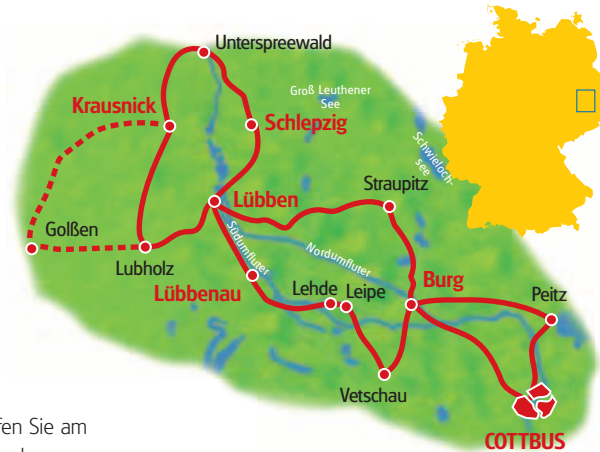 Unterspreewald
Groß Leuthener
See
Krausnick
Schlepzig
Schwieloch-
see
Straupitz
Lübben
Golßen
Lubholz
Südumfluter
Nordumfluter
Lübbenau
Lehde
Leipe
Burg
Peitz
Vetschau
COTTBUS
fen Sie am